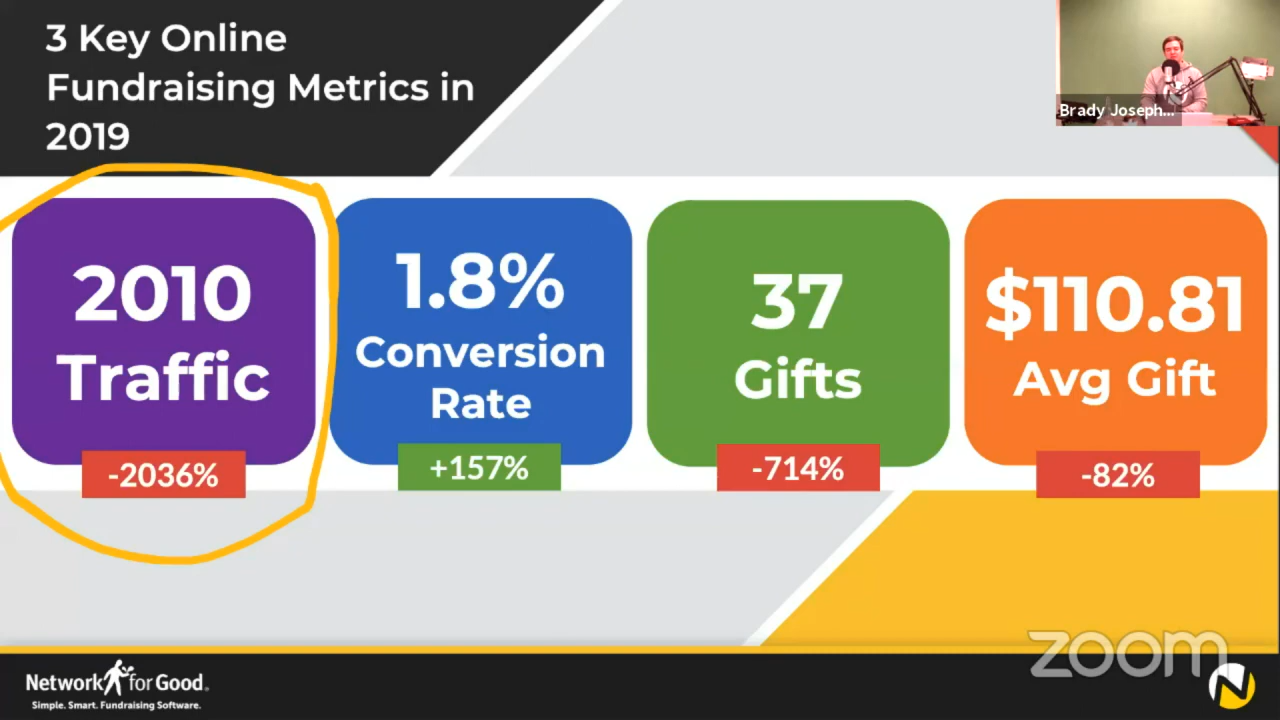 3 Key Online
Fundraising Metrics in
2019
Brady Joseph...
2010
Traffic
-2036%
1.8%
Conversion
Rate
+157%
37
Gifts
-714%
$110.81
Avg Gift
-82%
zoom
Network for Good.
Simple. Smart. Fundraising Software.
N